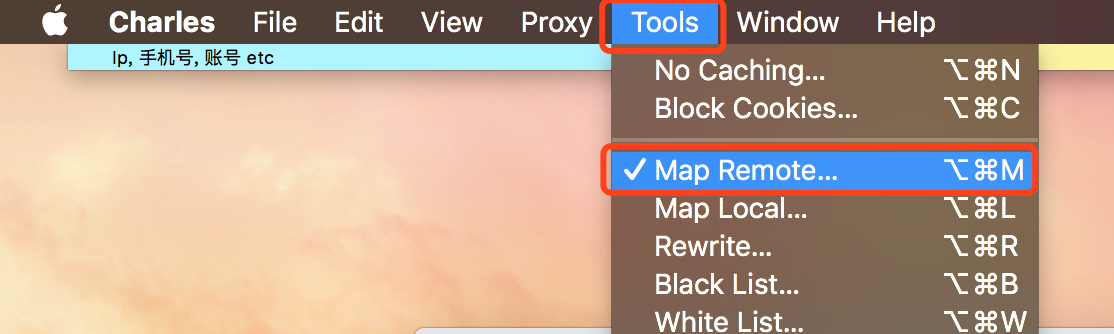 Charles File Edit View Proxy Tools Window Help
Ip, 手机号, 账号 etc
No Caching... ⌥⌘N
Block Cookies... ⌥⌘C
✓ Map Remote... ⌥⌘M
Map Local... ⌥⌘L
Rewrite... ⌥⌘R
Black List... ⌥⌘B
White List... ⌥⌘W